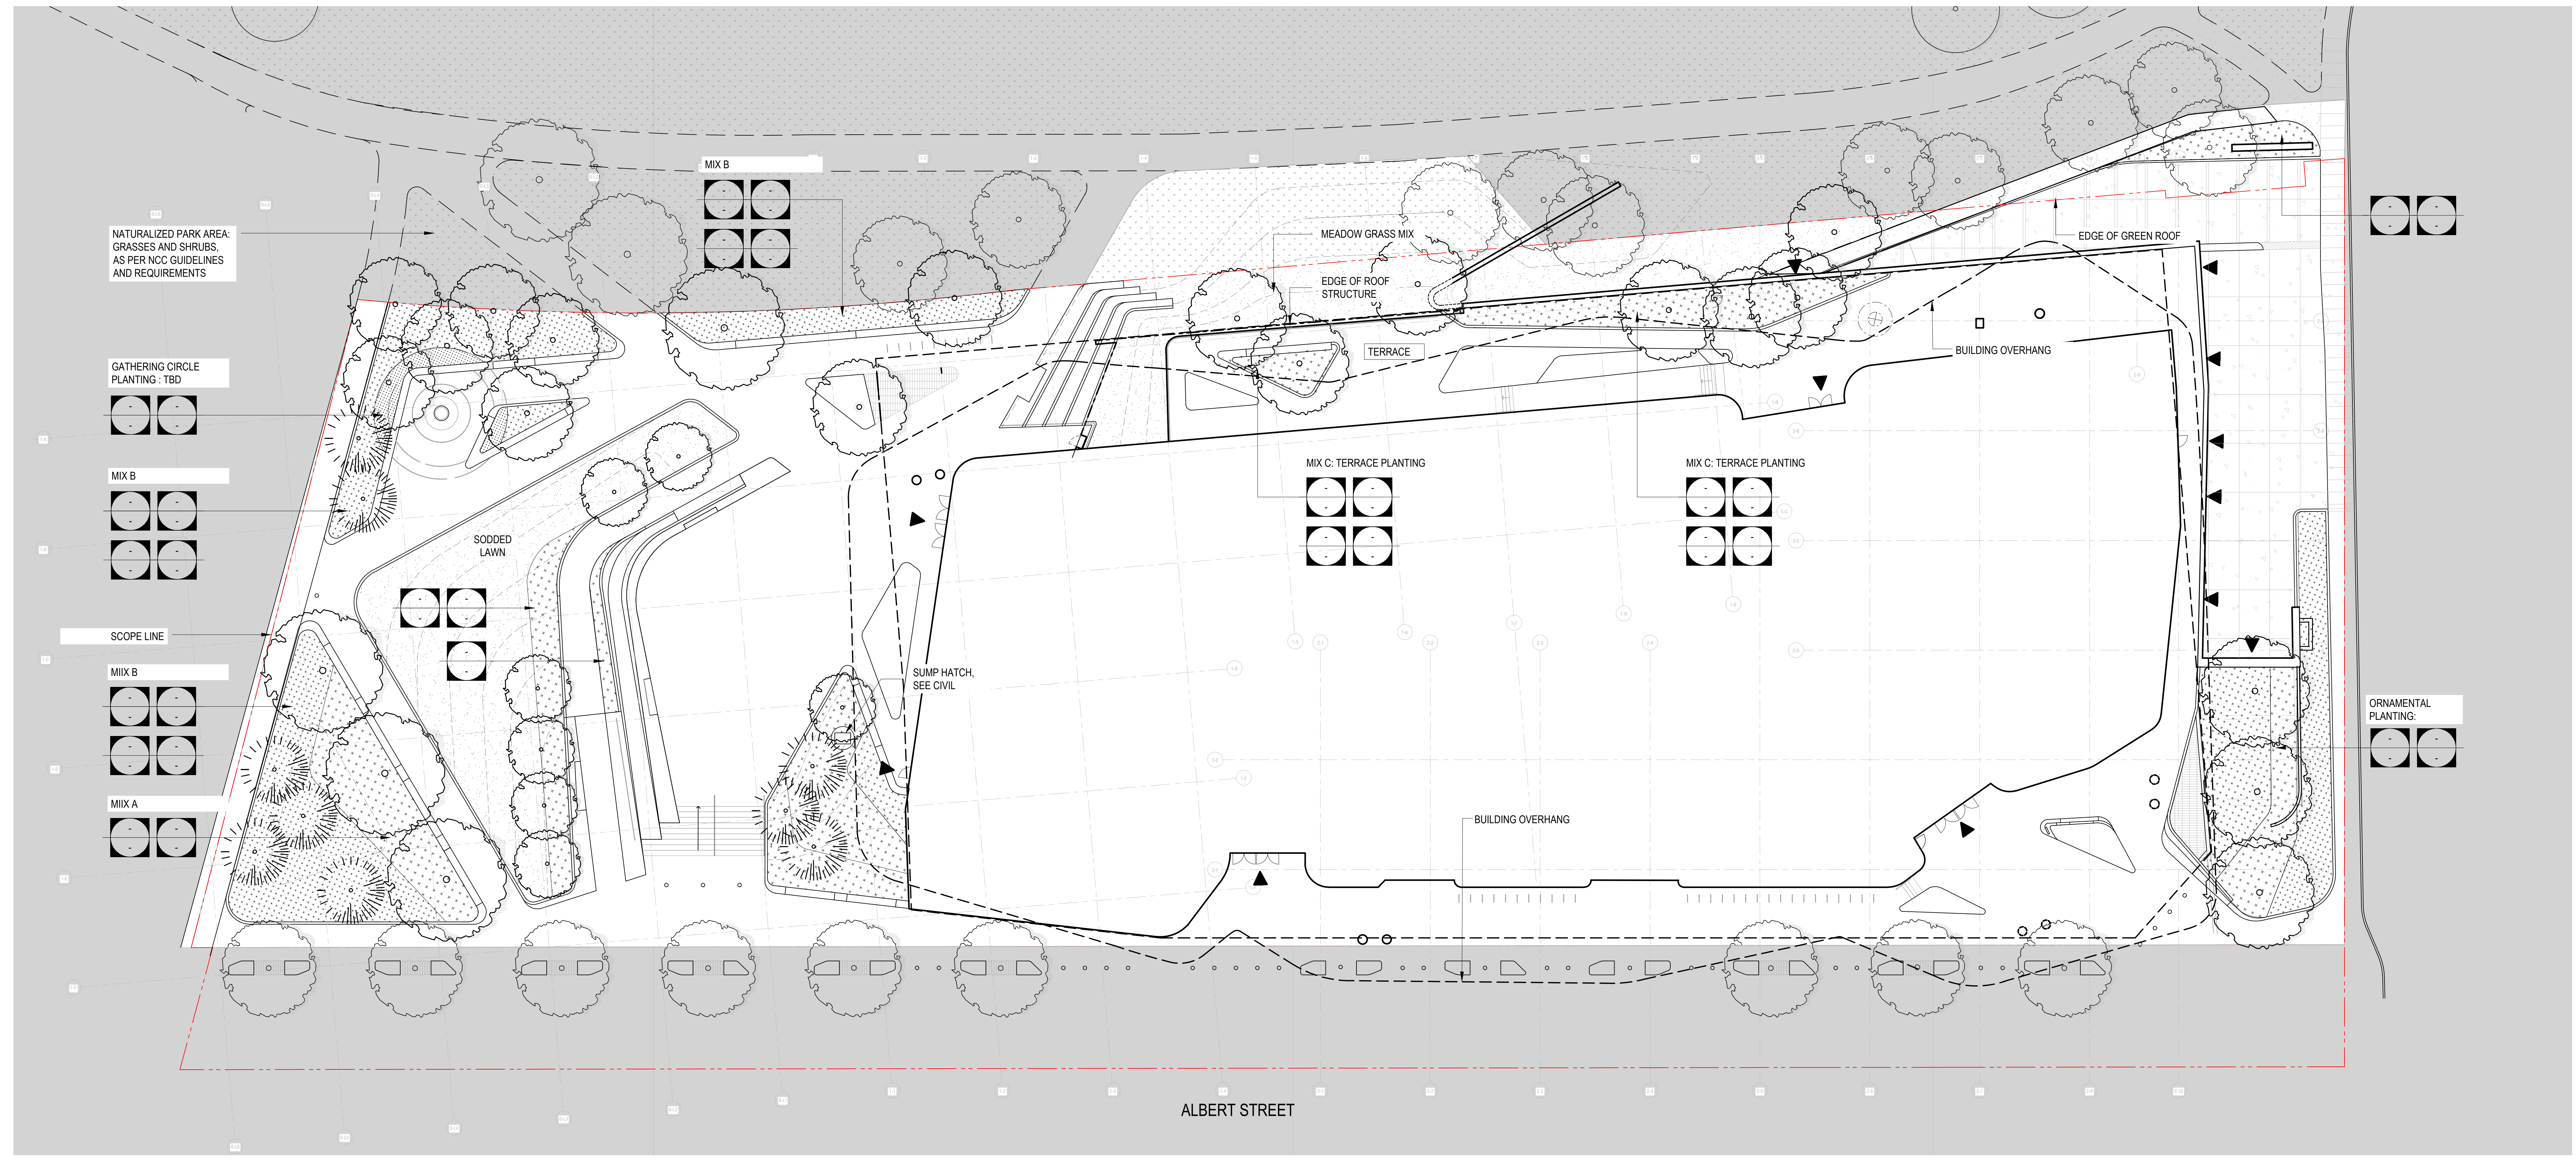 MIX B
NATURALIZED PARK AREA:
GRASSES AND SHRUBS,
AS PER NCC GUIDELINES
AND REQUIREMENTS
MEADOW GRASS MIX
EDGE OF GREEN ROOF
EDGE OF ROOF
STRUCTURE
TERRACE
BUILDING OVERHANG
GATHERING CIRCLE
PLANTING : TBD
MIX B
MIX C: TERRACE PLANTING
MIX C: TERRACE PLANTING
SODDED
LAWN
SCOPE LINE
MIIX B
SUMP HATCH,
SEE CIVIL
ORNAMENTAL
PLANTING:
MIIX A
BUILDING OVERHANG
ALBERT STREET